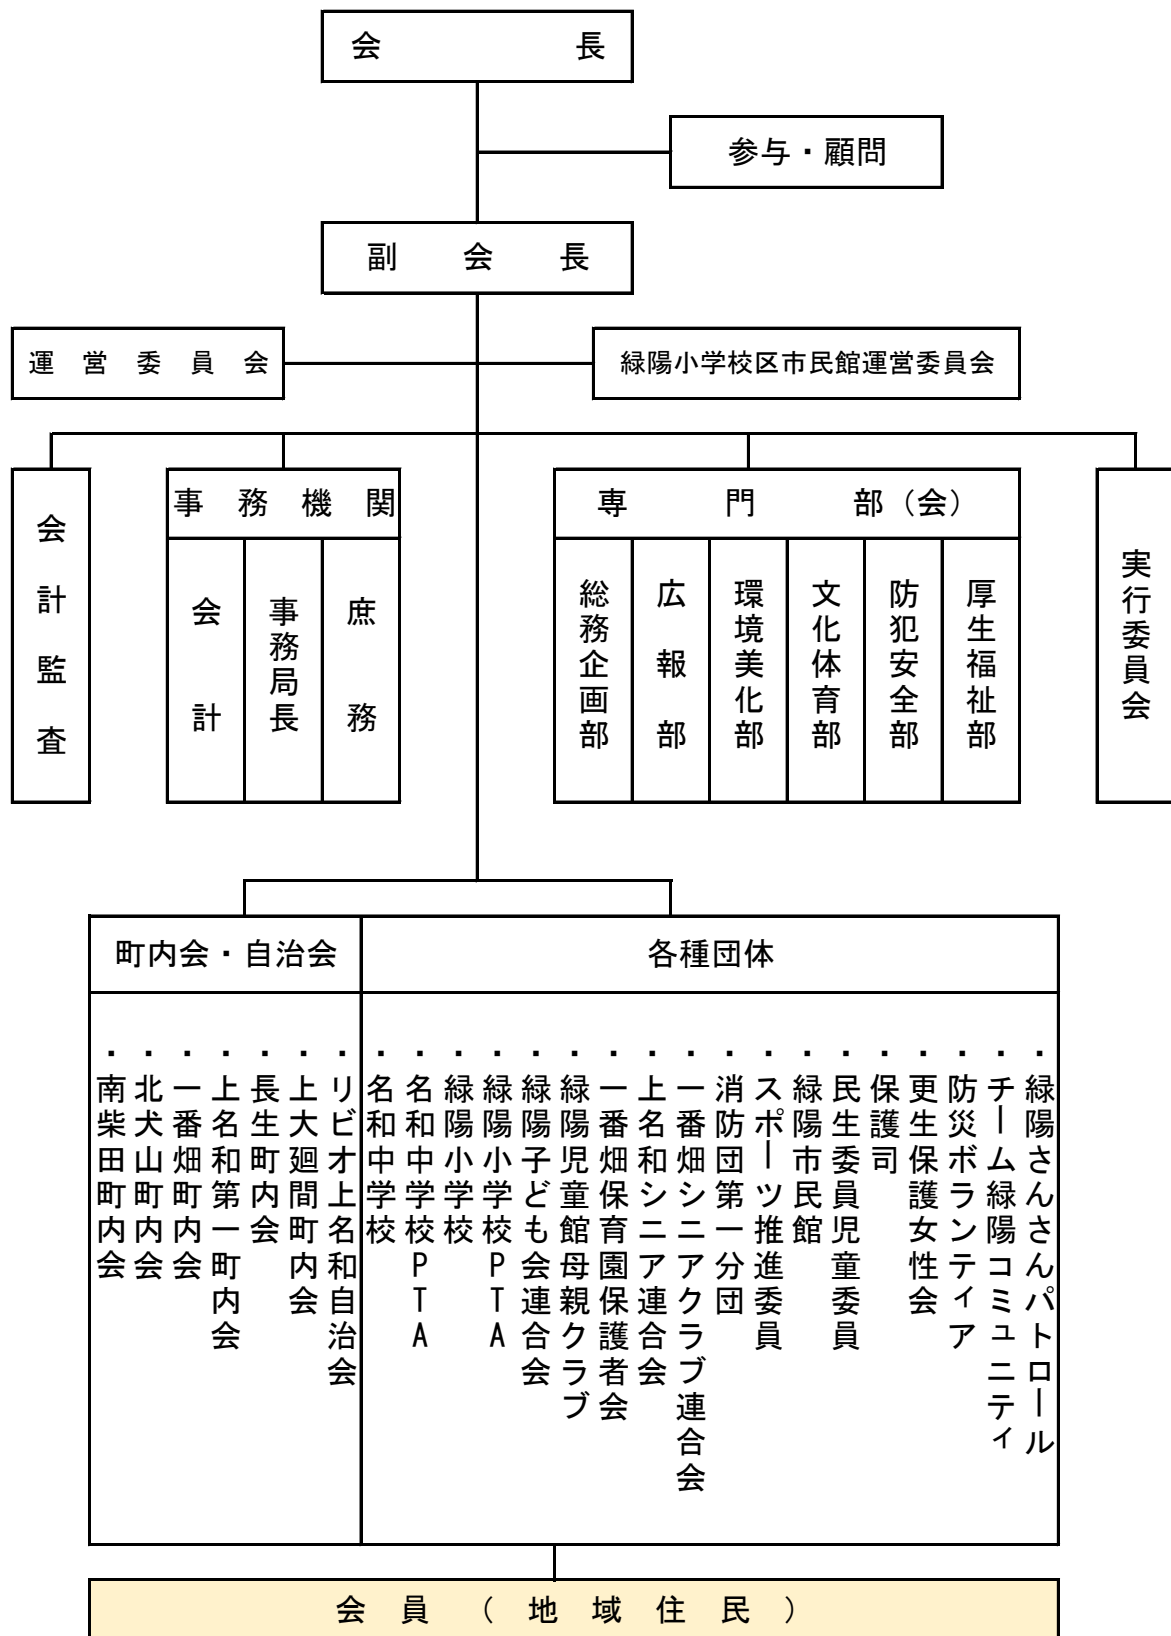 会長
参与・顧問
副会長
運営委員会
緑陽小学校区市民館運営委員会
会計監査
事務機関
会計
事務局長
庶務
専門部（会）
総務企画部
広報部
環境美化部
文化体育部
防犯安全部
厚生福祉部
実行委員会
町内会・自治会
・南柴田町内会
・北犬山町内会
・一番畑町内会
・上名和第一町内会
・長生町内会
・上大廻間町内会
・リビオ上名和自治会
各種団体
・名和中学校
・名和中学校PTA
・緑陽小学校
・緑陽小学校PTA
・緑陽子ども会連合会
・緑陽児童館母親クラブ
・一番畑保育園保護者会
・上名和シニア連合会
・一番畑シニアクラブ連合会
・消防団第一分団
・スポーツ推進委員
・緑陽市民館
・民生委員児童委員
・保護司
・更生保護女性会
・防災ボランティア
・チーム緑陽コミュニティ
・緑陽さんさんパトロール
会員（地域住民）